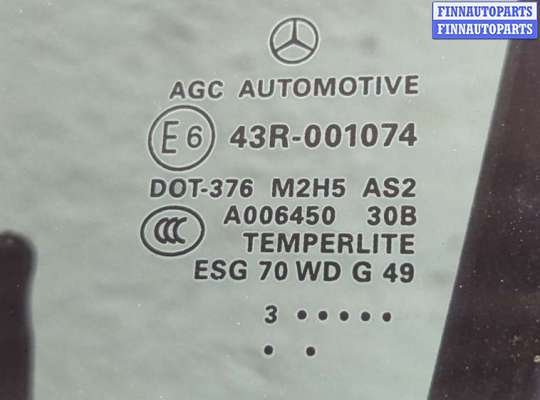 FINNAUTOPARTS
FINNAUTOPARTS
AGC AUTOMOTIVE
E6 43R-001074
DOT-376 M2H5 AS2
CCC A006450 30B
TEMPERLITE
ESG 70 WD G 49
3 •••••
• •